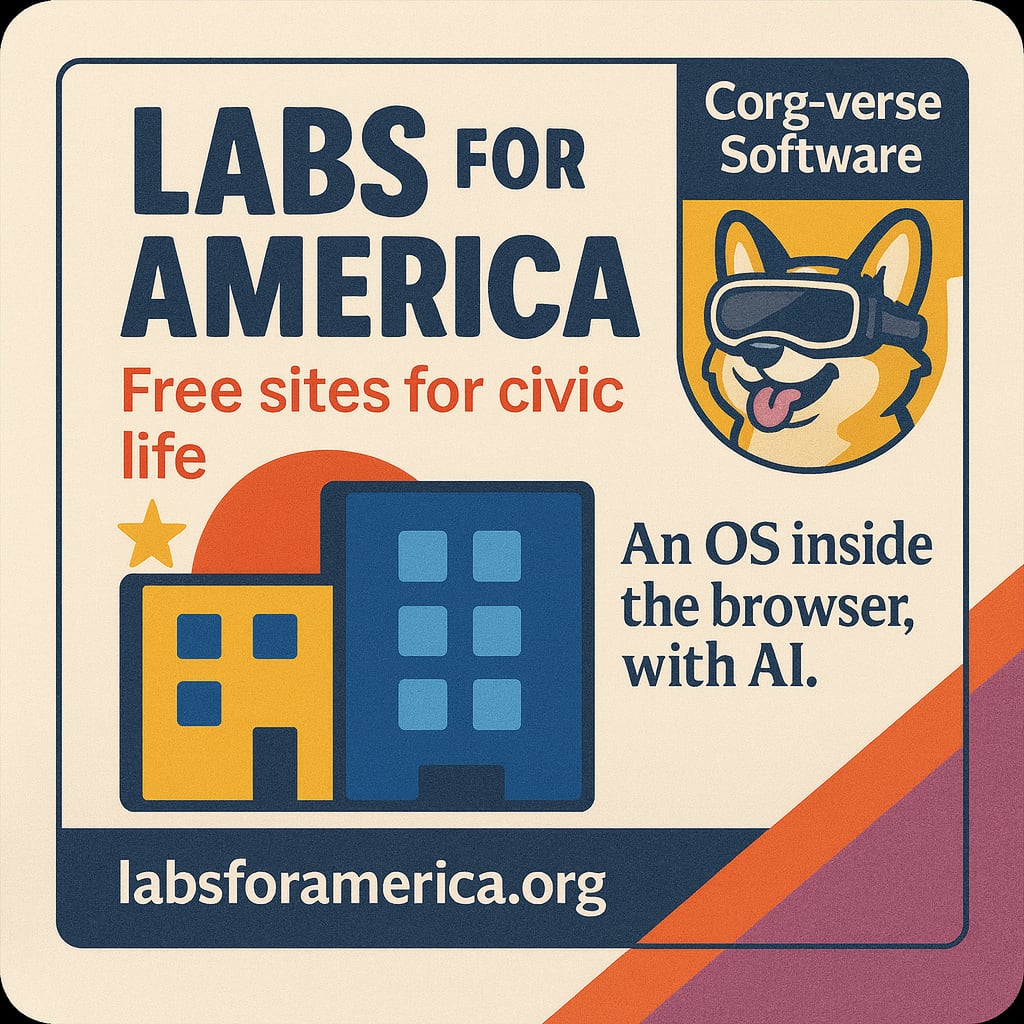 LABS FOR
AMERICA
Free sites for civic
life
Corg-verse
Software
An OS inside
the browser,
with AI.
labsforamerica.org